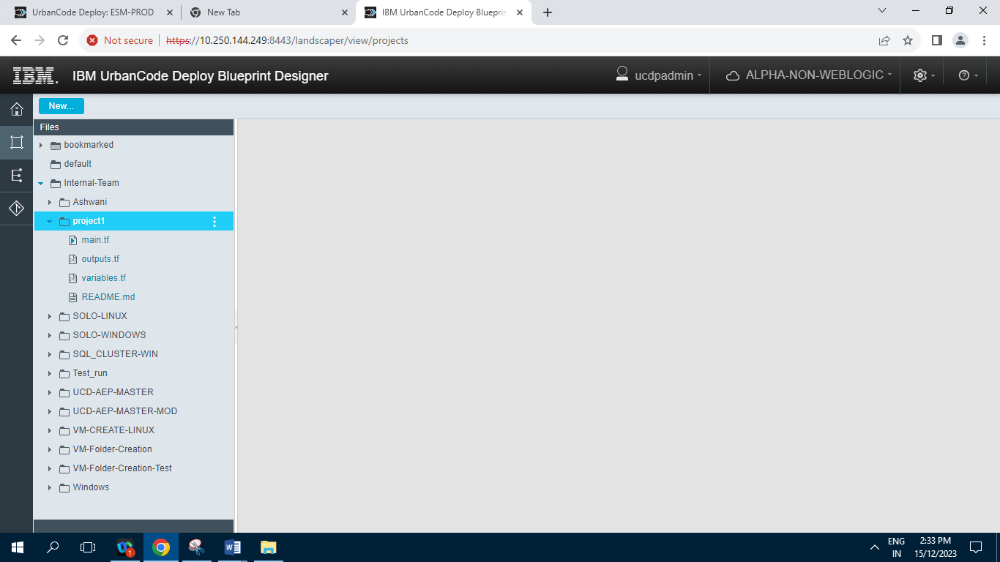 UrbanCode Deploy: ESM-PROD
New Tab
IBM UrbanCode Deploy Blueprin
Not secure
https://10.250.144.249:8443/landscaper/view/projects
IBM.
IBM UrbanCode Deploy Blueprint Designer
ucdpadmin
ALPHA-NON-WEBLOGIC
New...
Files
bookmarked
default
Internal-Team
Ashwani
project1
main.tf
outputs.tf
variables.tf
README.md
SOLO-LINUX
SOLO-WINDOWS
SQL_CLUSTER-WIN
Test_run
UCD-AEP-MASTER
UCD-AEP-MASTER-MOD
VM-CREATE-LINUX
VM-Folder-Creation
VM-Folder-Creation-Test
Windows
1
W
ENG
IN
2:33 PM
15/12/2023